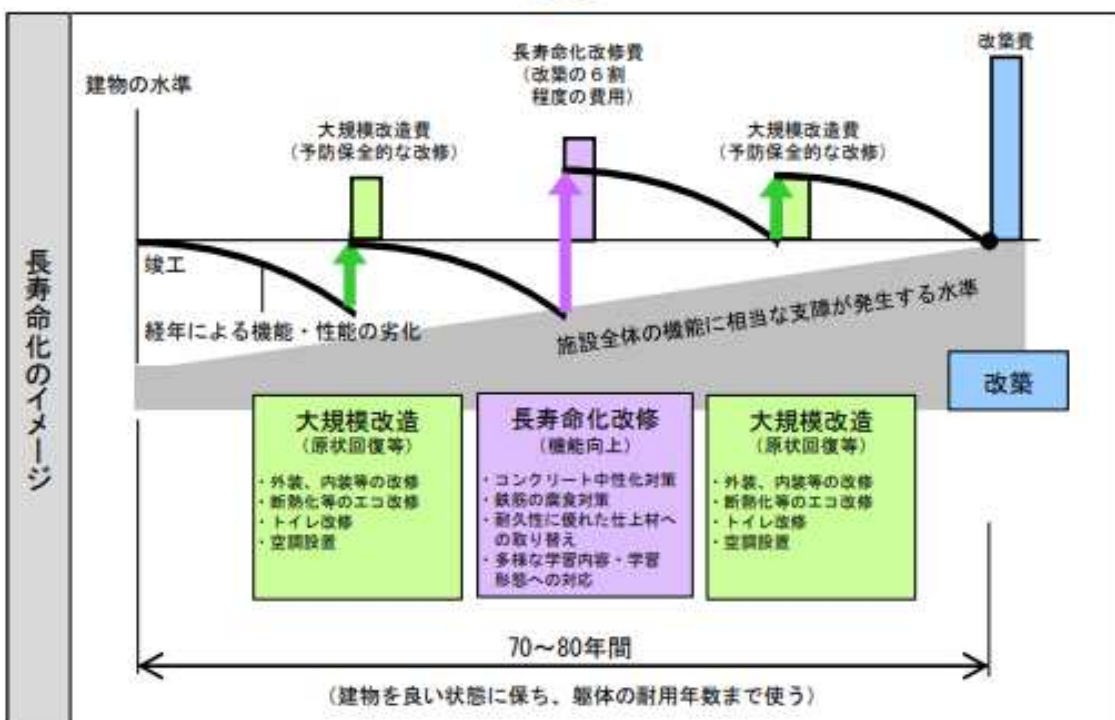 長寿命化のイメージ
建物の水準
大規模改造費
（予防保全的な改修）
長寿命化改修費
（改築の６割
程度の費用）
大規模改造費
（予防保全的な改修）
改築費
竣工
経年による機能・性能の劣化
施設全体の機能に相当な支障が発生する水準
改築
大規模改造
（原状回復等）
・外装、内装等の改修
・断熱化等のエコ改修
・トイレ改修
・空調設置
長寿命化改修
（機能向上）
・コンクリート中性化対策
・鉄筋の腐食対策
・耐久性に優れた仕上材へ
の取り替え
・多様な学習内容・学習
形態への対応
大規模改造
（原状回復等）
・外装、内装等の改修
・断熱化等のエコ改修
・トイレ改修
・空調設置
70～80年間
（建物を良い状態に保ち、躯体の耐用年数まで使う）